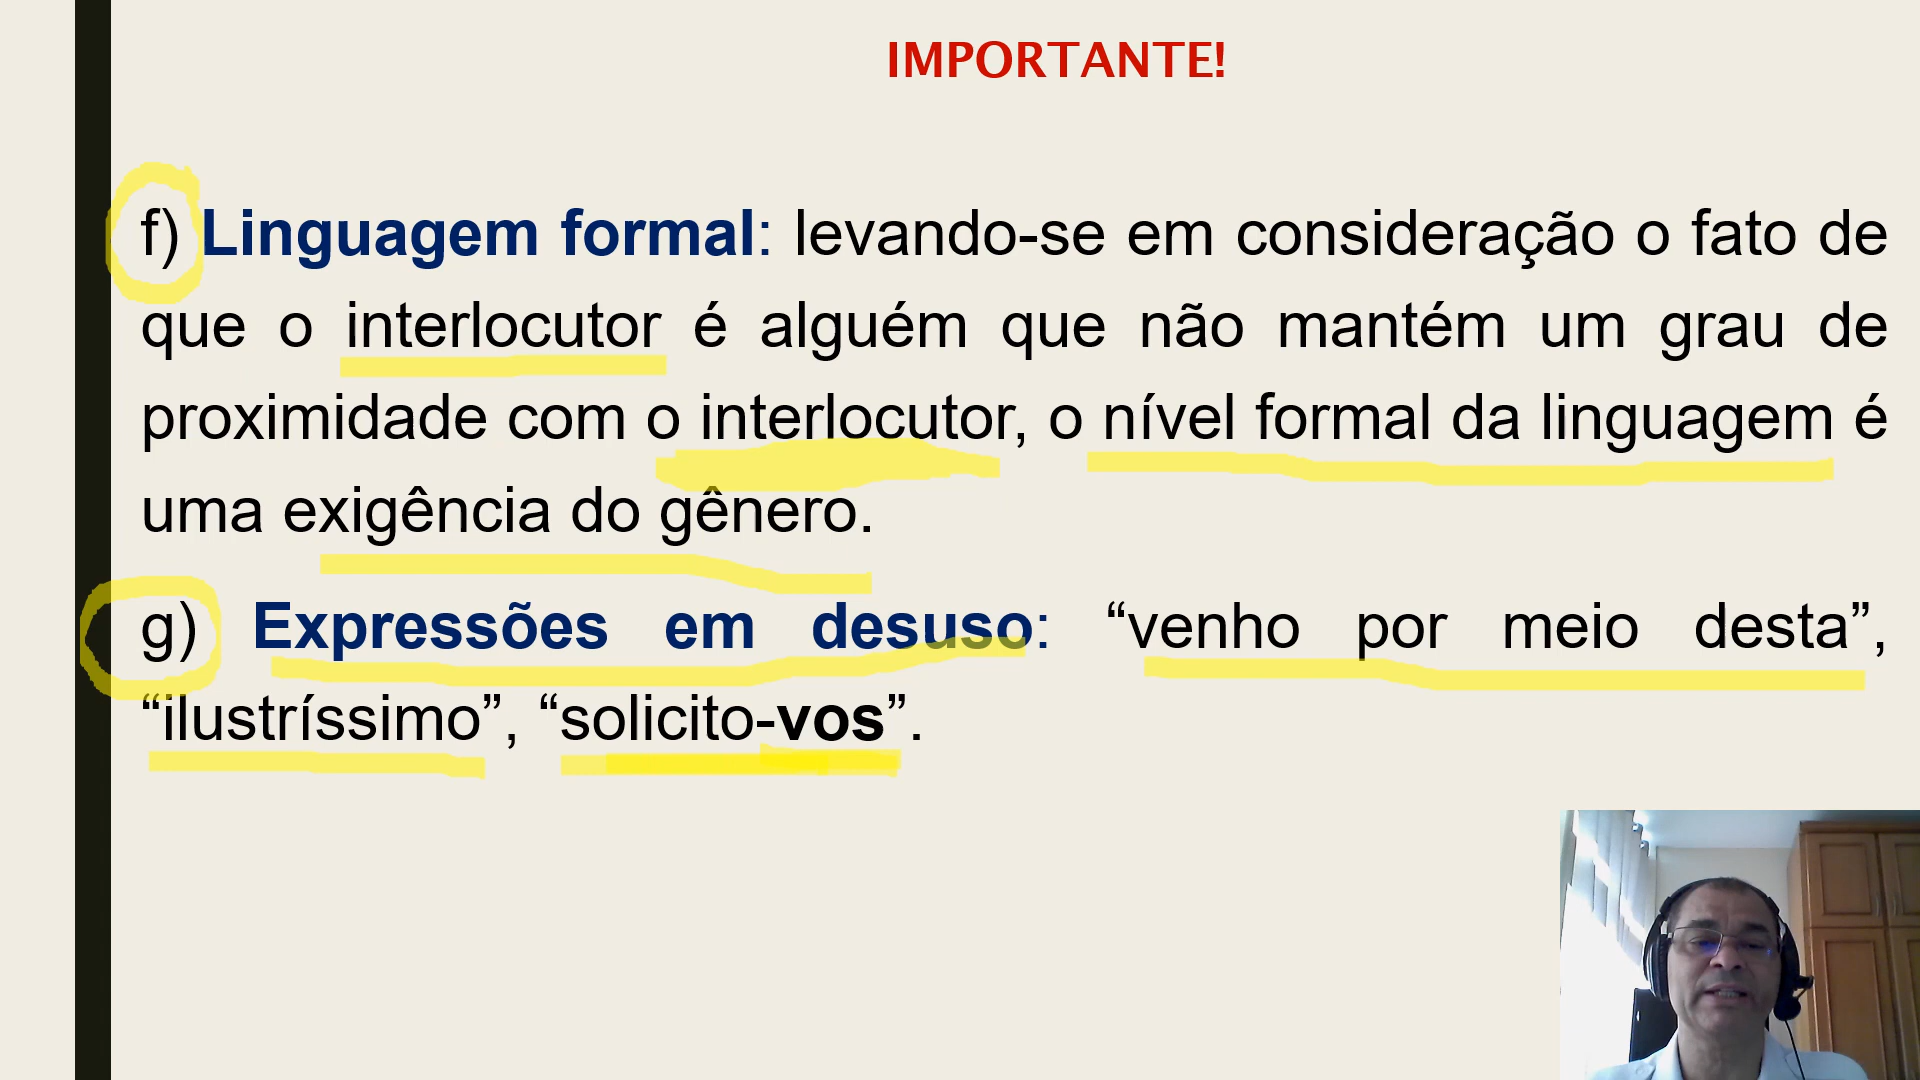 IMPORTANTE!
f) Linguagem formal: levando-se em consideração o fato de
que o interlocutor é alguém que não mantém um grau de
proximidade com o interlocutor, o nível formal da linguagem é
uma exigência do gênero.
g) Expressões em desuso: “venho por meio desta”,
“ilustríssimo”, “solicito-vos”.